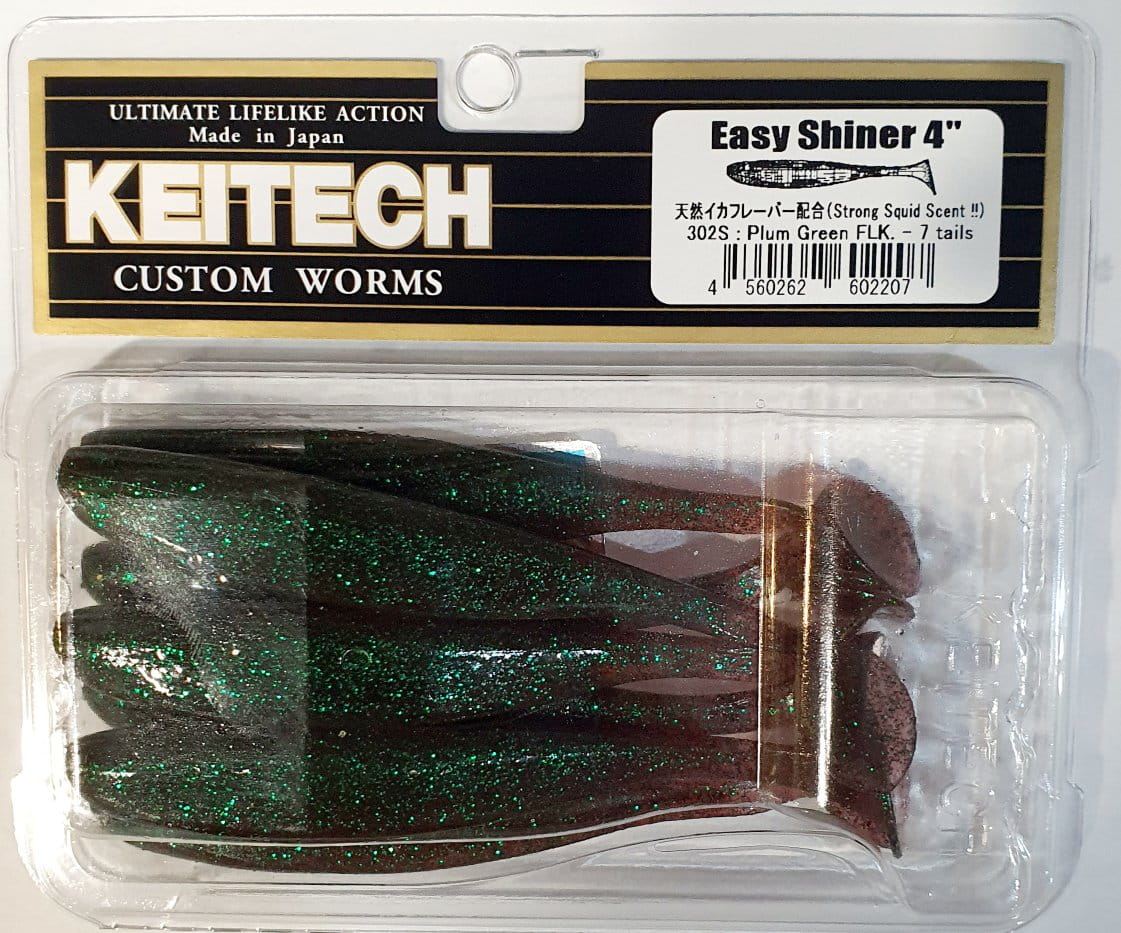 ULTIMATE LIFELIKE ACTION
Made in Japan
KEITECH
CUSTOM WORMS
Easy Shiner 4"
天然イカフレーバー配合(Strong Squid Scent !!)
302S : Plum Green FLK. - 7 tails
4 560262 602207
KEITECH